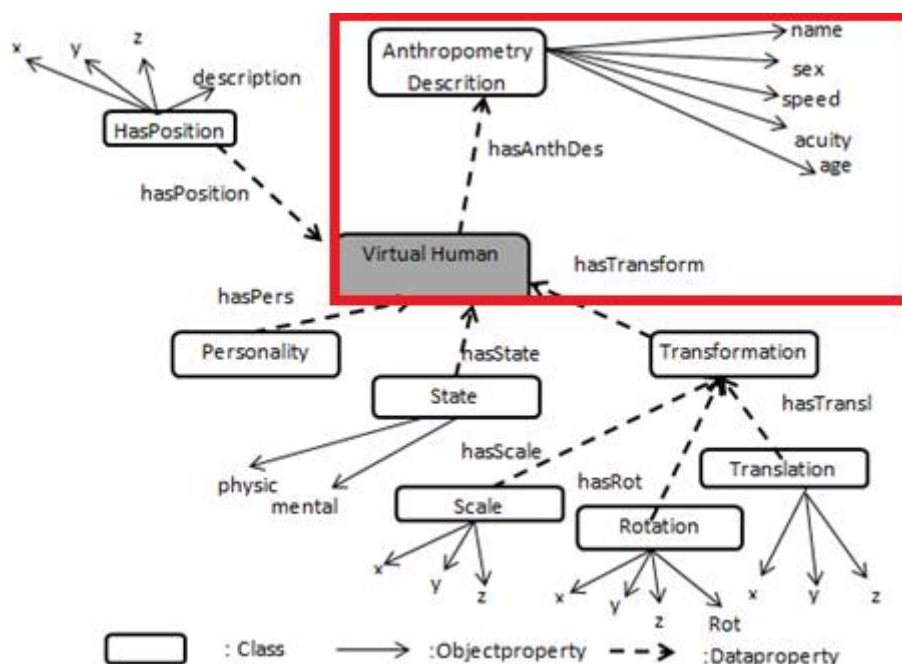 x
y
z
description
HasPosition
hasPosition
Anthropometry
Descrition
name
sex
speed
acuity
age
hasAnthDes
Virtual Human
hasTransform
hasPers
Personality
hasState
State
physic
mental
Transformation
hasScale
hasRot
hasTransl
Scale
x
y
z
Rotation
x
y
z
Rot
Translation
x
y
z
: Class
:Objectproperty
:Dataproperty